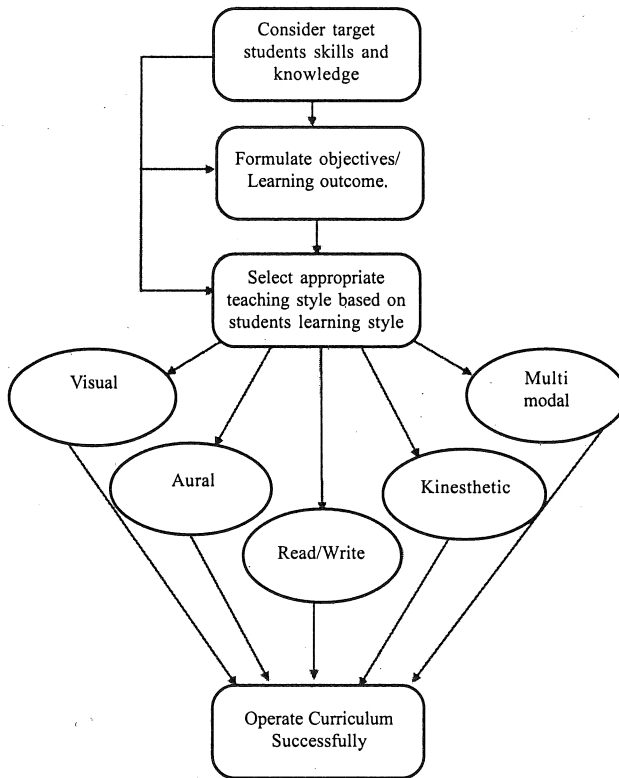 Consider target
students skills and
knowledge
Formulate objectives/
Learning outcome.
Select appropriate
teaching style based on
students learning style
Visual
Multi
modal
Aural
Kinesthetic
Read/Write
Operate Curriculum
Successfully